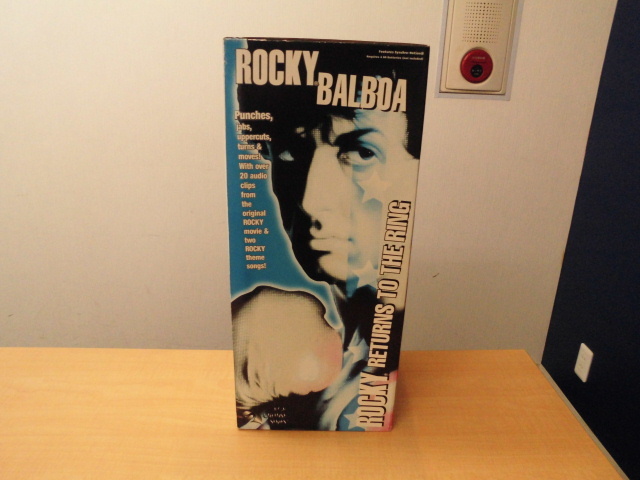 ROCKY
BALBOA
Punches,
jabs,
uppercuts,
turns &
moves!
With over
20 audio
clips
from
the
original
ROCKY
movie &
two
ROCKY
theme
songs!
ROCKY RETURNS TO THE RING